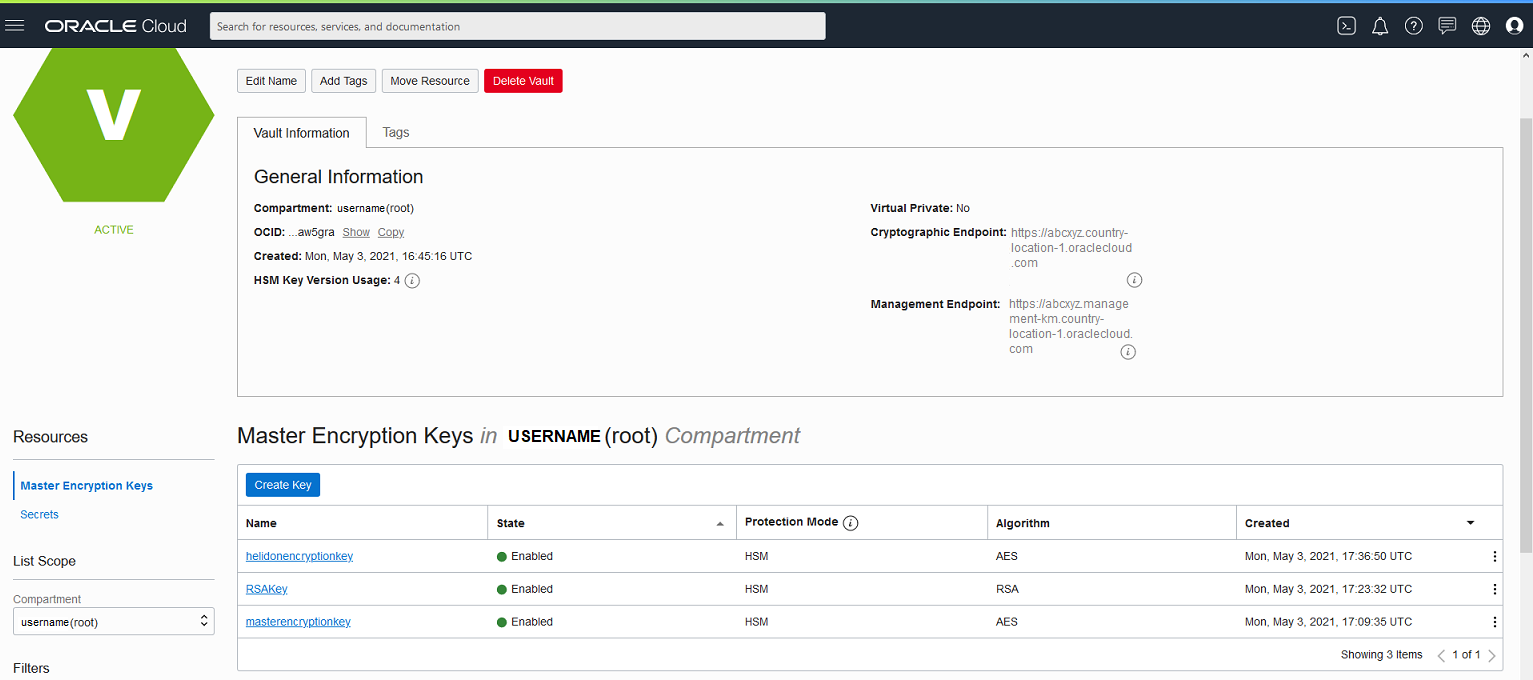 ORACLE Cloud
Search for resources, services, and documentation
V
ACTIVE
Edit Name Add Tags Move Resource Delete Vault
Vault Information Tags
General Information
Compartment: username(root)
OCID: ...aw5gra Show Copy
Created: Mon, May 3, 2021, 16:45:16 UTC
HSM Key Version Usage: 4 i
Virtual Private: No
Cryptographic Endpoint: https://abcxyz.country-
location-1.oraclecloud
.com
i
Management Endpoint: https://abcxyz.manage
ment-km.country-
location-1.oraclecloud.
com
i
Resources
Master Encryption Keys
Secrets
List Scope
Compartment
username(root)
Filters
Master Encryption Keys in USERNAME (root) Compartment
Create Key
Name State Protection Mode i Algorithm Created
helidonencryptionkey Enabled HSM AES Mon, May 3, 2021, 17:36:50 UTC
RSAKey Enabled HSM RSA Mon, May 3, 2021, 17:23:32 UTC
masterencryptionkey Enabled HSM AES Mon, May 3, 2021, 17:09:35 UTC
Showing 3 Items 1 of 1